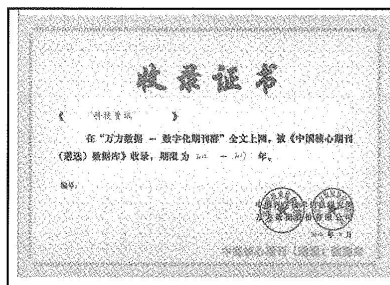 收录证书
《 科技资讯 》
在“万方数据 — 数字化期刊群”全文上网，被《中国核心期刊
（遴选）数据库》收录，期限为 年。
编号：